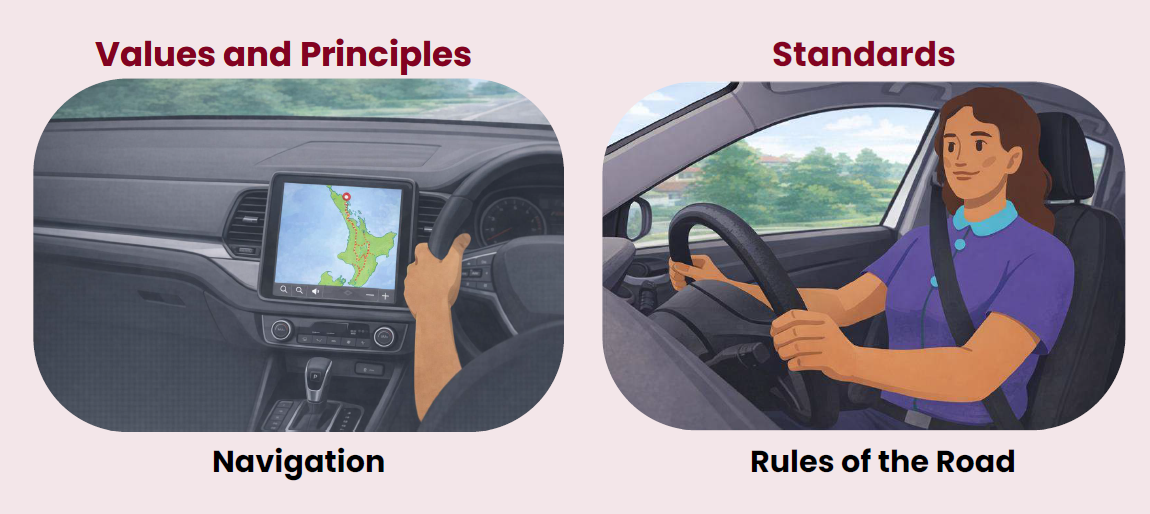 Values and Principles
Standards
Navigation
Rules of the Road